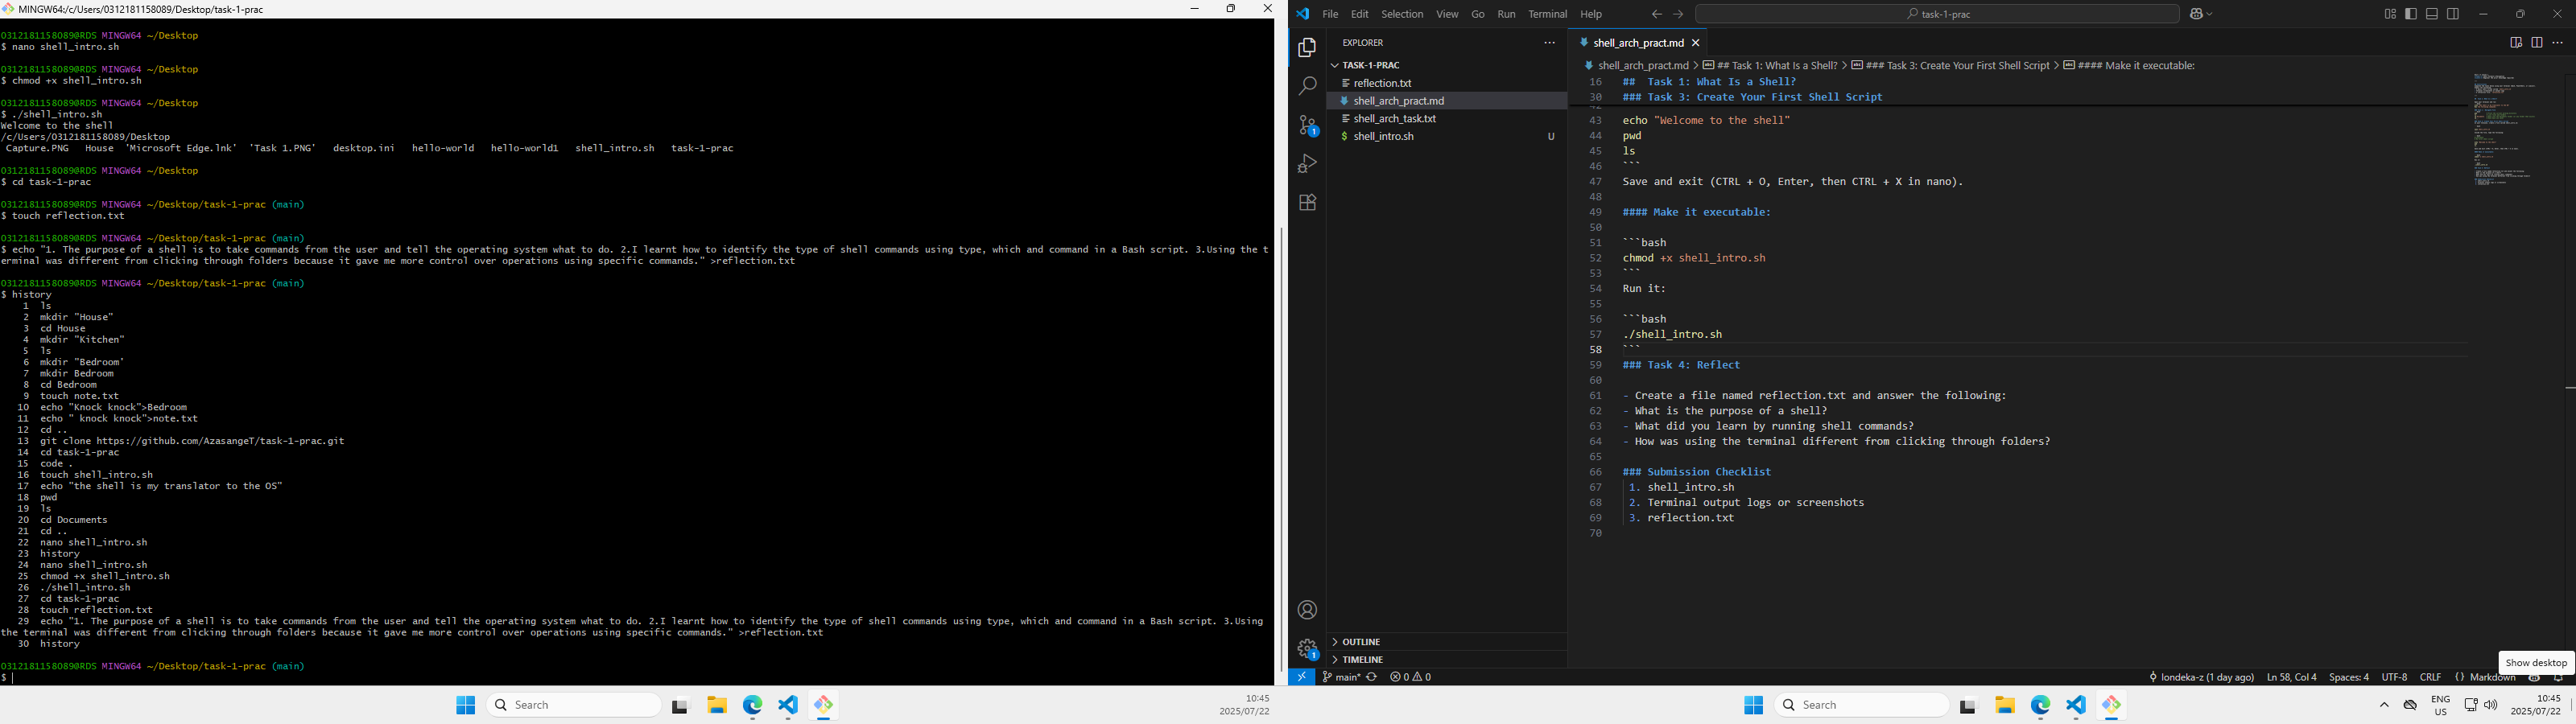 MINGW64:/c/Users/0312181158089/Desktop/task-1-prac
0312181158089@RDS MINGW64 ~/Desktop
$ nano shell_intro.sh
0312181158089@RDS MINGW64 ~/Desktop
$ chmod +x shell_intro.sh
0312181158089@RDS MINGW64 ~/Desktop
$ ./shell_intro.sh
Welcome to the shell
/c/Users/0312181158089/Desktop
Capture.PNG House 'Microsoft Edge.lnk' 'Task 1.PNG' desktop.ini hello-world hello-world1 shell_intro.sh task-1-prac
0312181158089@RDS MINGW64 ~/Desktop
$ cd task-1-prac
0312181158089@RDS MINGW64 ~/Desktop/task-1-prac (main)
$ touch reflection.txt
0312181158089@RDS MINGW64 ~/Desktop/task-1-prac (main)
$ echo "1. The purpose of a shell is to take commands from the user and tell the operating system what to do. 2.I learnt how to identify the type of shell commands using type, which and command in a Bash script. 3.Using the t
erminal was different from clicking through folders because it gave me more control over operations using specific commands." >reflection.txt
0312181158089@RDS MINGW64 ~/Desktop/task-1-prac (main)
$ history
1 ls
2 mkdir "House"
3 cd House
4 mkdir "Kitchen"
5 ls
6 mkdir "Bedroom'
7 mkdir Bedroom
8 cd Bedroom
9 touch note.txt
10 echo "Knock knock">Bedroom
11 echo " knock knock">note.txt
12 cd ..
13 git clone https://github.com/AzasangeT/task-1-prac.git
14 cd task-1-prac
15 code .
16 touch shell_intro.sh
17 echo "the shell is my translator to the OS"
18 pwd
19 ls
20 cd Documents
21 cd ..
22 nano shell_intro.sh
23 history
24 nano shell_intro.sh
25 chmod +x shell_intro.sh
26 ./shell_intro.sh
27 cd task-1-prac
28 touch reflection.txt
29 echo "1. The purpose of a shell is to take commands from the user and tell the operating system what to do. 2.I learnt how to identify the type of shell commands using type, which and command in a Bash script. 3.Using
the terminal was different from clicking through folders because it gave me more control over operations using specific commands." >reflection.txt
30 history
0312181158089@RDS MINGW64 ~/Desktop/task-1-prac (main)
$
Search
10:45
2025/07/22
File Edit Selection View Go Run Terminal Help
task-1-prac
EXPLORER
TASK-1-PRAC
reflection.txt
shell_arch_pract.md
shell_arch_task.txt
$ shell_intro.sh U
OUTLINE
TIMELINE
1
1
shell_arch_pract.md
shell_arch_pract.md > ## Task 1: What Is a Shell? > ### Task 3: Create Your First Shell Script > #### Make it executable:
16 ## Task 1: What Is a Shell?
30 ### Task 3: Create Your First Shell Script
43 echo "Welcome to the shell"
44 pwd
45 ls
46 ```
47 Save and exit (CTRL + O, Enter, then CTRL + X in nano).
48
49 #### Make it executable:
50
51 ```bash
52 chmod +x shell_intro.sh
53 ```
54 Run it:
55
56 ```bash
57 ./shell_intro.sh
58 ```
59 ### Task 4: Reflect
60
61 - Create a file named reflection.txt and answer the following:
62 - What is the purpose of a shell?
63 - What did you learn by running shell commands?
64 - How was using the terminal different from clicking through folders?
65
66 ### Submission Checklist
67 1. shell_intro.sh
68 2. Terminal output logs or screenshots
69 3. reflection.txt
70
Show desktop
main* 0 0
londeka-z (1 day ago) Ln 58, Col 4 Spaces: 4 UTF-8 CRLF {} Markdown
Search
ENG
US
10:45
2025/07/22